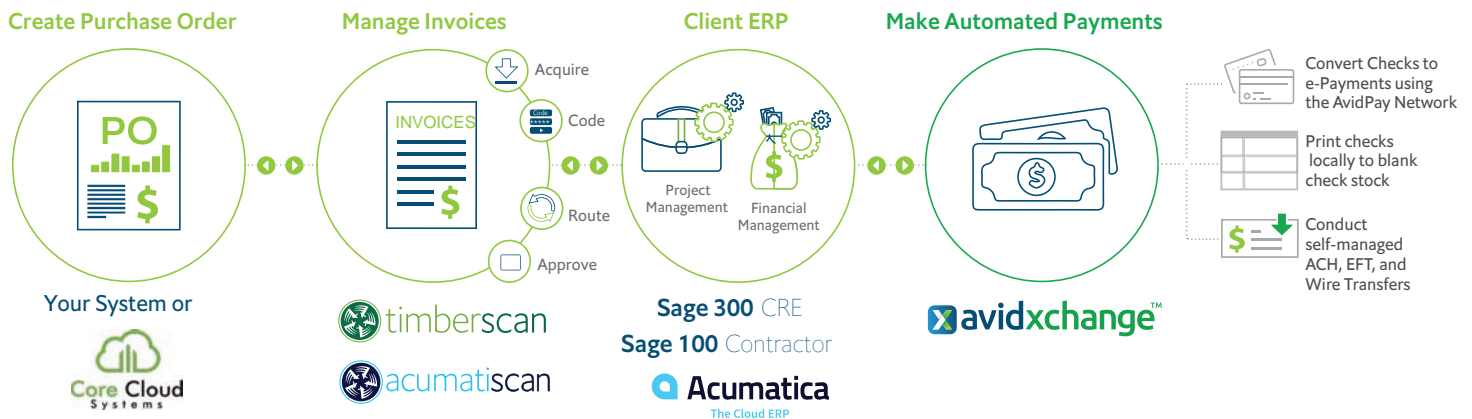 Create Purchase Order
PO
$
Your System or
Core Cloud
Systems
Manage Invoices
INVOICES
$
Acquire
Code
Code
*****
Route
Approve
timberscan
acumatiscan
Client ERP
$
Project
Management
Financial
Management
Sage 300 CRE
Sage 100 Contractor
Acumatica
The Cloud ERP
Make Automated Payments
$
avidxchange™
Convert Checks to
e-Payments using
the AvidPay Network
Print checks
locally to blank
check stock
$
Conduct
self-managed
ACH, EFT, and
Wire Transfers